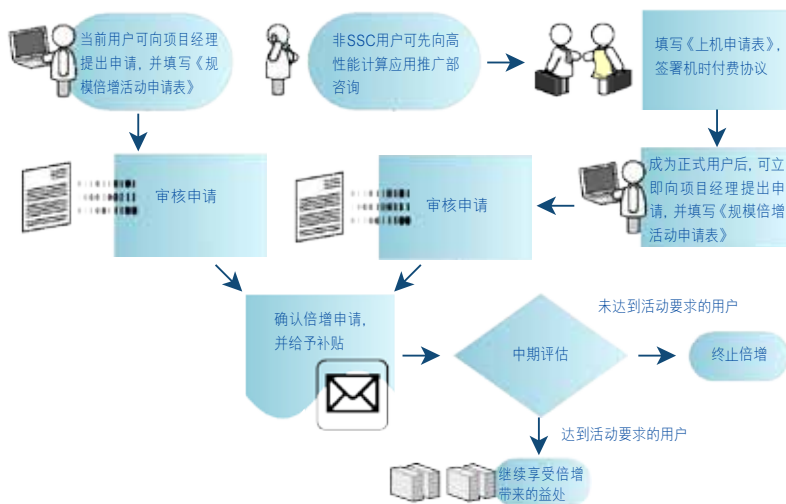 当前用户可向项目经理
提出申请,并填写《规
模倍增活动申请表》
非SSC用户可先向高
性能计算应用推广部
咨询
填写《上机申请表》,
签署机时付费协议
成为正式用户后,可立
即向项目经理提出申
请,并填写《规模倍增
活动申请表》
审核申请
审核申请
确认倍增申请,
并给予补贴
中期评估
未达到活动要求的用户
终止倍增
达到活动要求的用户
继续享受倍增
带来的益处